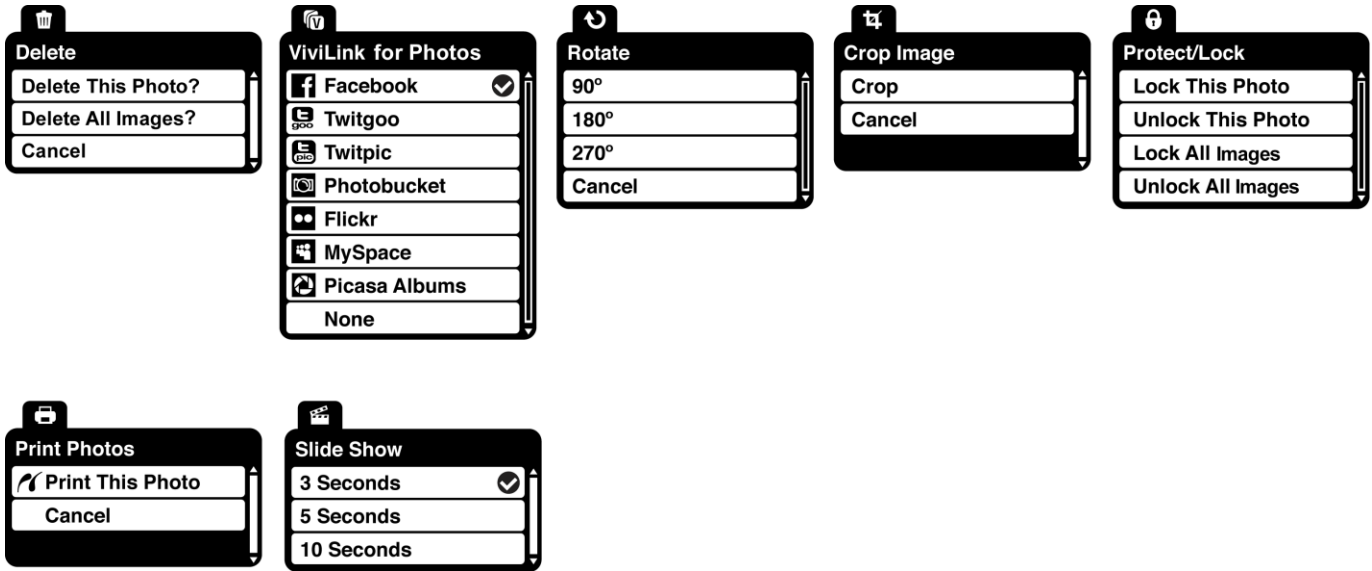 Delete
Delete This Photo?
Delete All Images?
Cancel
ViviLink for Photos
Facebook
goo Twitgoo
pic Twitpic
Photobucket
Flickr
MySpace
Picasa Albums
None
Rotate
90º
180º
270º
Cancel
Crop Image
Crop
Cancel
Protect/Lock
Lock This Photo
Unlock This Photo
Lock All Images
Unlock All Images
Print Photos
Print This Photo
Cancel
Slide Show
3 Seconds
5 Seconds
10 Seconds